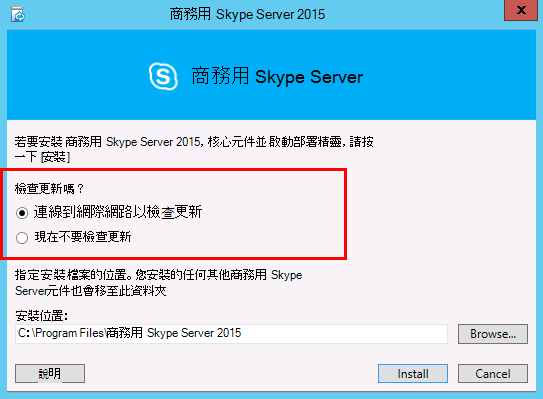 商務用 Skype Server 2015
x
商務用 Skype Server
若要安裝 商務用 Skype Server 2015, 核心元件並 啟動部署精靈, 請按
一下 [安裝]
檢查更新嗎？
連線到網際網路以檢查更新
現在不要檢查更新
指定安裝檔案的位置。您安裝的任何其他商務用 Skype
Server元件也會移至此資料夾
安裝位置:
C:\Program Files\商務用 Skype Server 2015
Browse...
說明
Install
Cancel